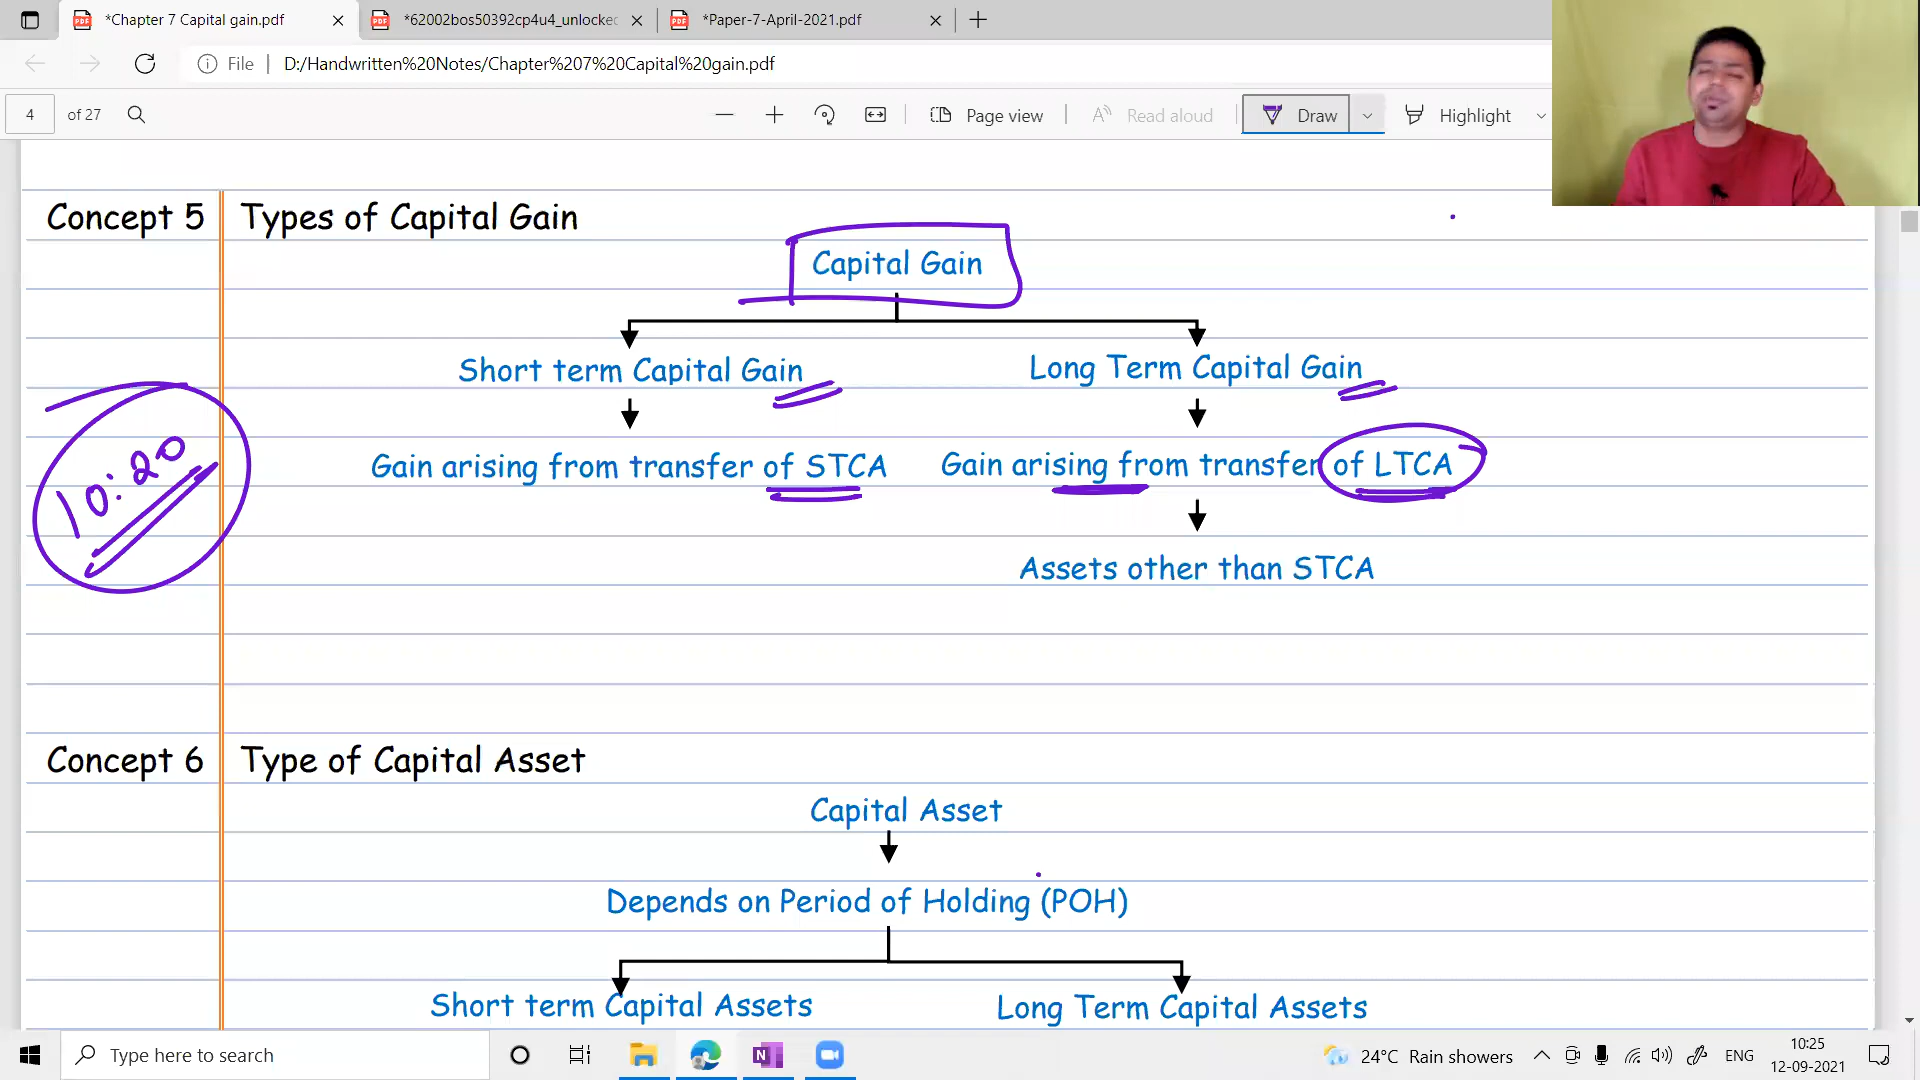 *Chapter 7 Capital gain.pdf
*62002bos50392cp4u4_unlocked
*Paper-7-April-2021.pdf
File
D:/Handwritten%20Notes/Chapter%207%20Capital%20gain.pdf
4 of 27
Page view
Read aloud
Draw
Highlight
Concept 5 Types of Capital Gain
Capital Gain
Short term Capital Gain Long Term Capital Gain
10:20
Gain arising from transfer of STCA Gain arising from transfer of LTCA
Assets other than STCA
Concept 6 Type of Capital Asset
Capital Asset
Depends on Period of Holding (POH)
Short term Capital Assets Long Term Capital Assets
Type here to search
24°C Rain showers
ENG
10:25
12-09-2021